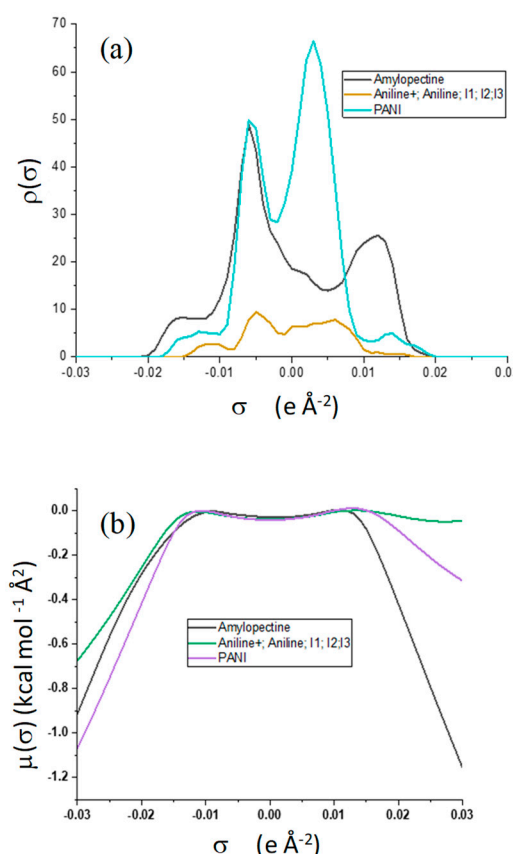 (a)
70
60
50
40
30
20
10
0
ρ(σ)
Amylopectine
Aniline+; Aniline; I1; I2;I3
PANI
-0.03 -0.02 -0.01 0.00 0.01 0.02 0.0
σ (e Å-2)
(b)
0.0
-0.2
-0.4
-0.6
-0.8
-1.0
-1.2
μ(σ) (kcal mol -1 Å2)
Amylopectine
Aniline+; Aniline; I1; I2;I3
PANI
-0.03 -0.02 -0.01 0.00 0.01 0.02 0.03
σ (e Å-2)